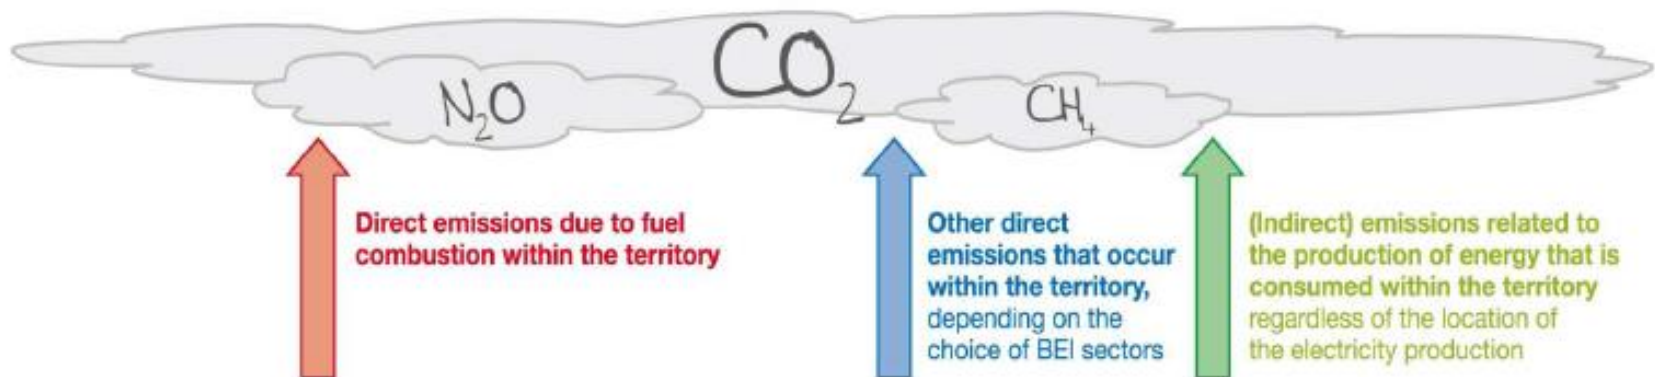 CO₂
N₂O
CH₄
Direct emissions due to fuel
combustion within the territory
Other direct
emissions that occur
within the territory,
depending on the
choice of BEI sectors
(Indirect) emissions related to
the production of energy that is
consumed within the territory
regardless of the location of
the electricity production